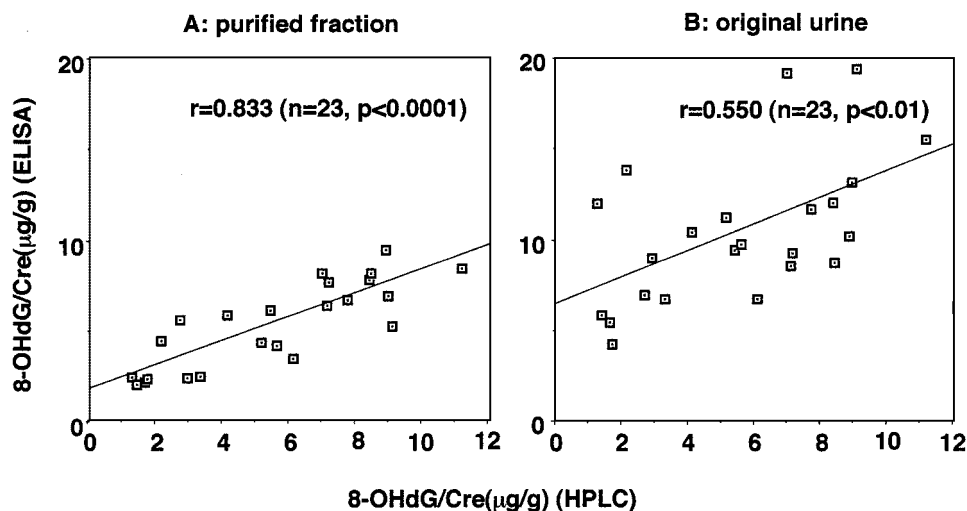 A: purified fraction
B: original urine
8-OHdG/Cre(μg/g) (ELISA)
20
10
0
r=0.833 (n=23, p<0.0001)
0 2 4 6 8 10 12
20
10
0
r=0.550 (n=23, p<0.01)
0 2 4 6 8 10 12
8-OHdG/Cre(μg/g) (HPLC)